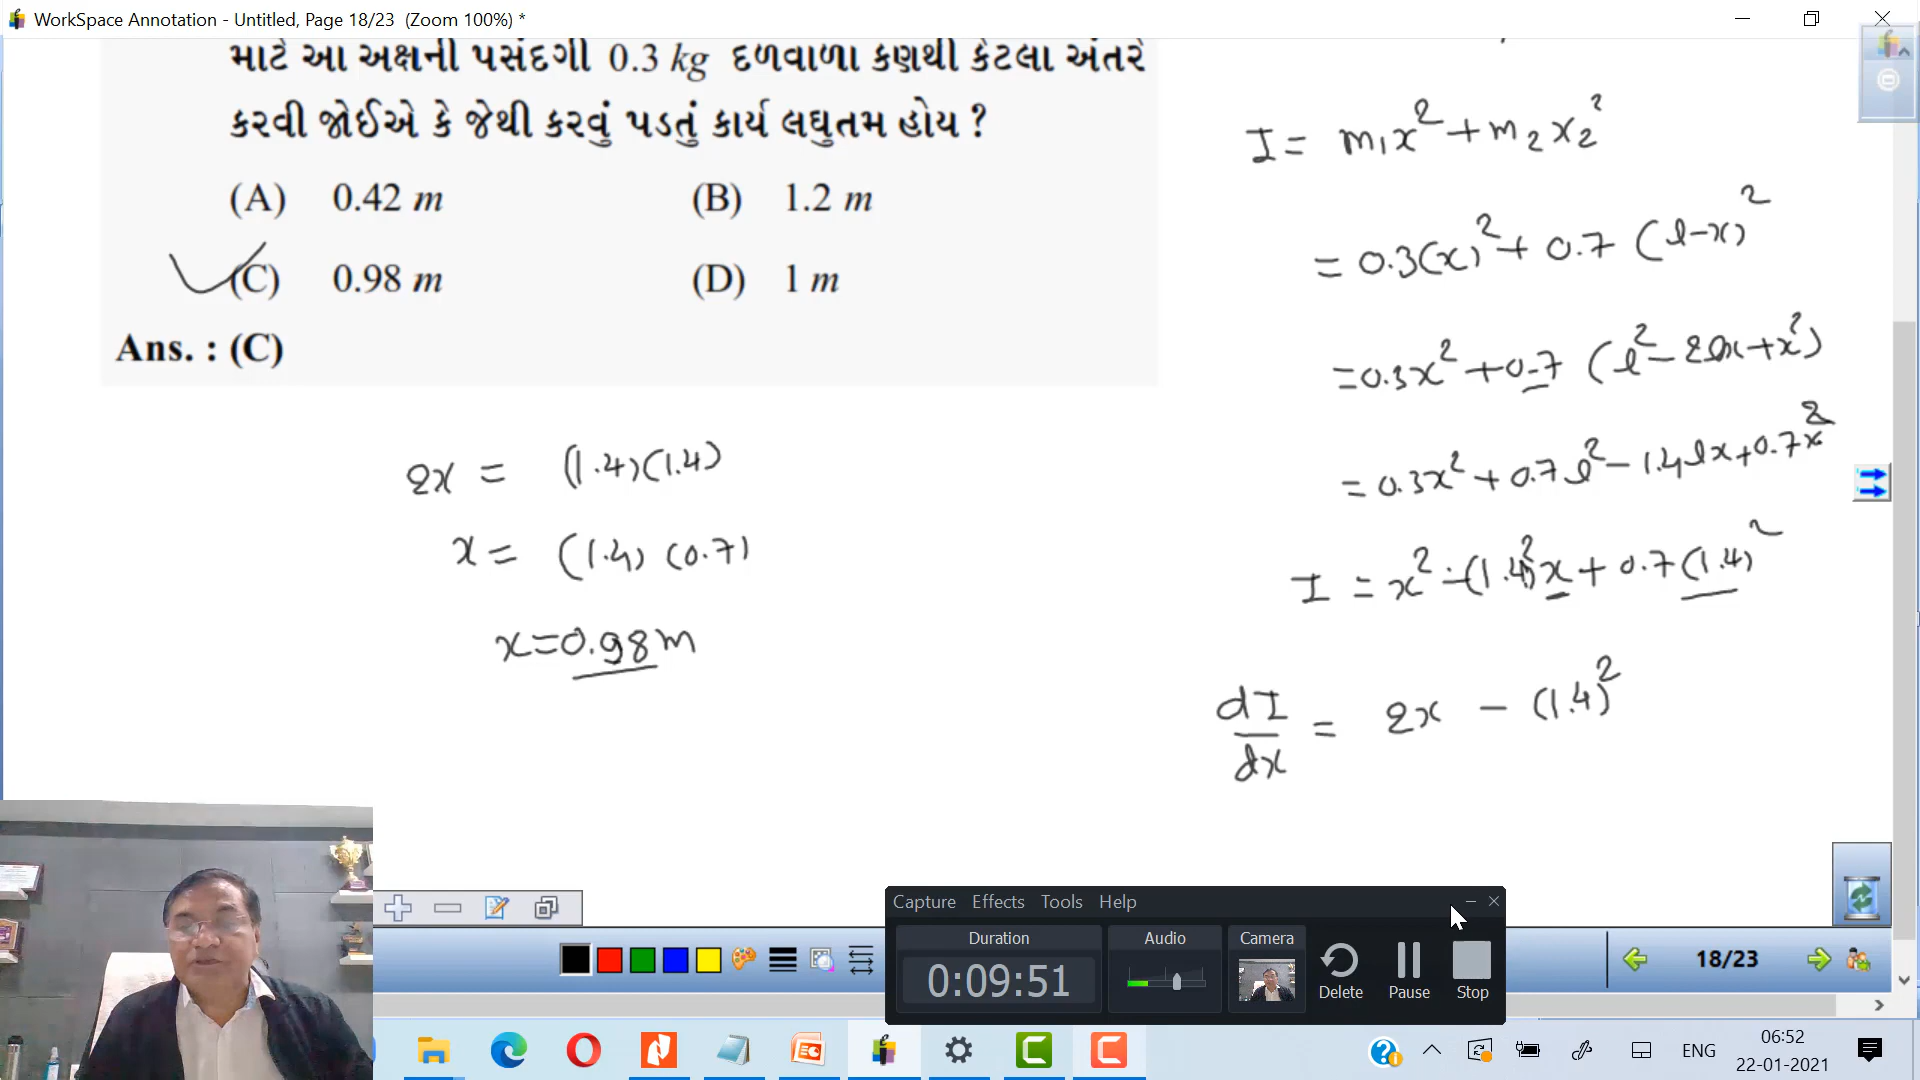 WorkSpace Annotation - Untitled, Page 18/23 (Zoom 100%) *
માટે આ અક્ષની પસંદગી 0.3 kg દળવાળા કણથી કેટલા અંતરે
કરવી જોઈએ કે જેથી કરવું પડતું કાર્ય લઘુતમ હોય ?
(A) 0.42 m (B) 1.2 m
(C) 0.98 m (D) 1 m
Ans. : (C)
2x = (1.4)(1.4)
x = (1.4) (0.7)
x=0.98m
I = m₁x² + m₂x₂²
= 0.3(x)² + 0.7 (l-x)²
=0.3x² +0.7 (l² - 2lx+x²)
= 0.3x² + 0.7l² - 1.4lx+0.7x²
I = x² -(1.4)²x + 0.7(1.4)²
dI/dx = 2x - (1.4)²
Capture Effects Tools Help
Duration Audio Camera
0:09:51
Delete Pause Stop
18/23
ENG
06:52
22-01-2021